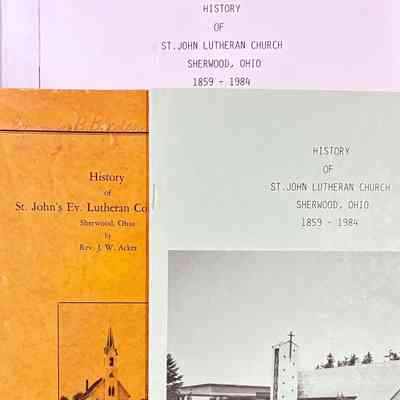 HISTORY
OF
ST.JOHN LUTHERAN CHURCH
SHERWOOD, OHIO
1859 - 1984
History
of
St. John's Ev. Lutheran Co
Sherwood, Ohio
by
Rev. J. W. Acker
HISTORY
OF
ST.JOHN LUTHERAN CHURCH
SHERWOOD, OHIO
1859 - 1984